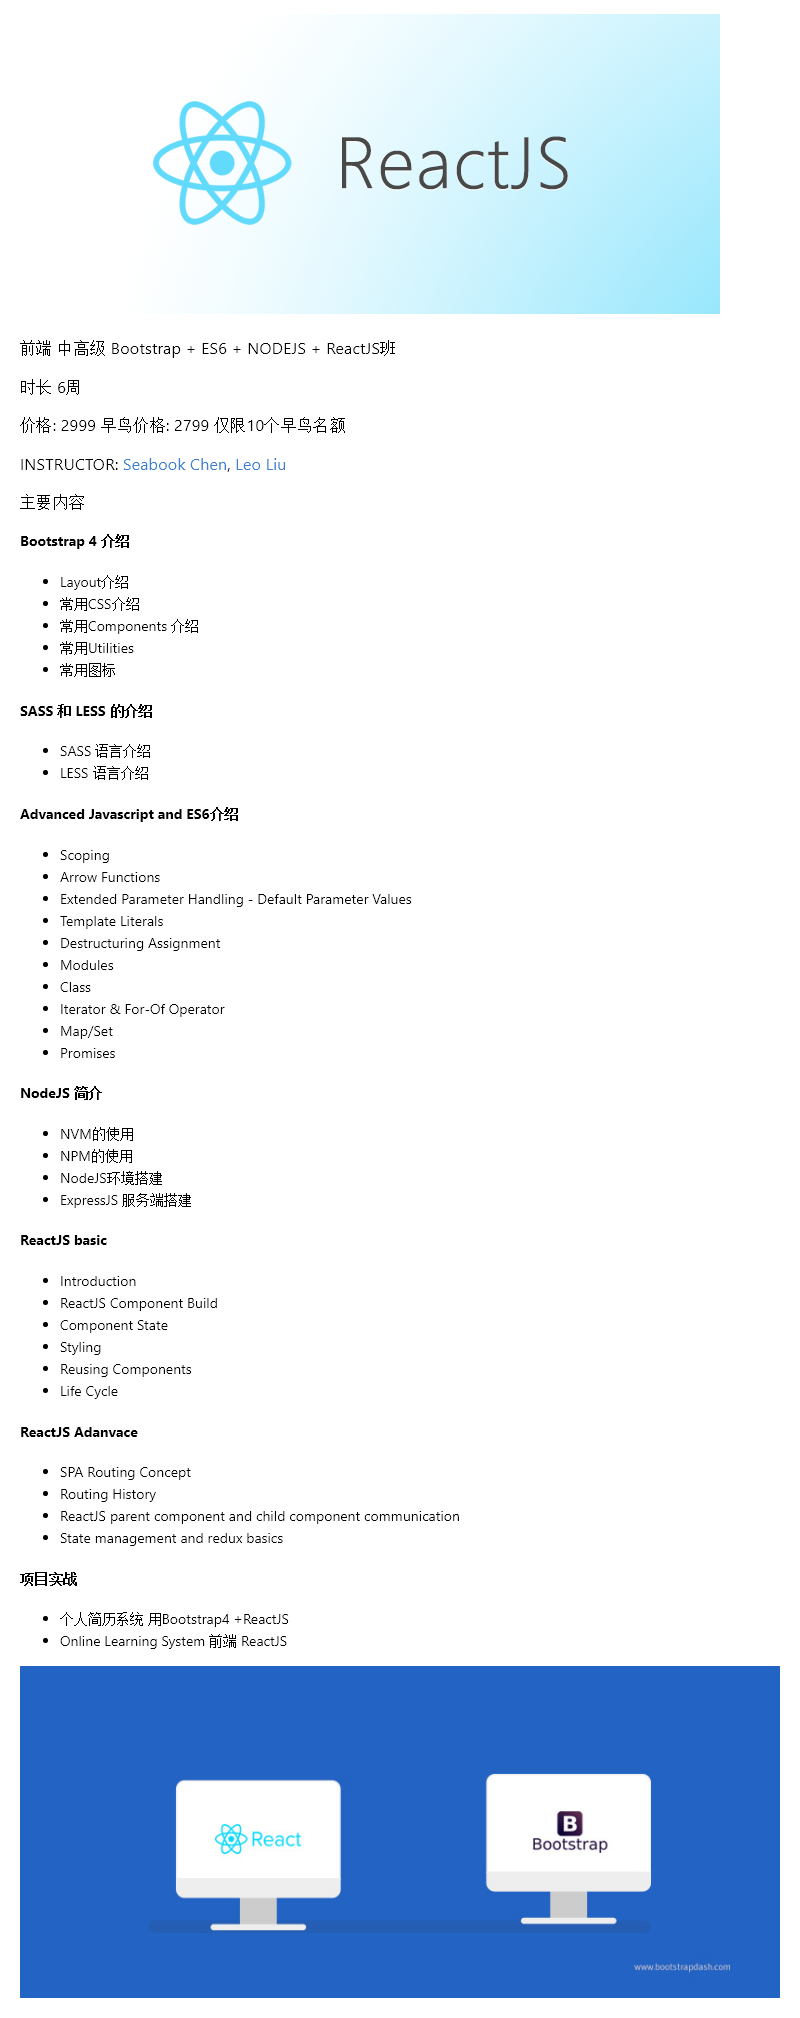 ReactJS
前端 中高级 Bootstrap + ES6 + NODEJS + ReactJS班
时长 6周
价格: 2999 早鸟价格: 2799 仅限10个早鸟名额
INSTRUCTOR: Seabook Chen, Leo Liu
主要内容
Bootstrap 4 介绍
Layout介绍
常用CSS介绍
常用Components 介绍
常用Utilities
常用图标
SASS 和 LESS 的介绍
SASS 语言介绍
LESS 语言介绍
Advanced Javascript and ES6介绍
Scoping
Arrow Functions
Extended Parameter Handling - Default Parameter Values
Template Literals
Destructuring Assignment
Modules
Class
Iterator & For-Of Operator
Map/Set
Promises
NodeJS 简介
NVM的使用
NPM的使用
NodeJS环境搭建
ExpressJS 服务端搭建
ReactJS basic
Introduction
ReactJS Component Build
Component State
Styling
Reusing Components
Life Cycle
ReactJS Adanvace
SPA Routing Concept
Routing History
ReactJS parent component and child component communication
State management and redux basics
项目实战
个人简历系统 用Bootstrap4 +ReactJS
Online Learning System 前端 ReactJS
React
B
Bootstrap
www.bootstrapdash.com